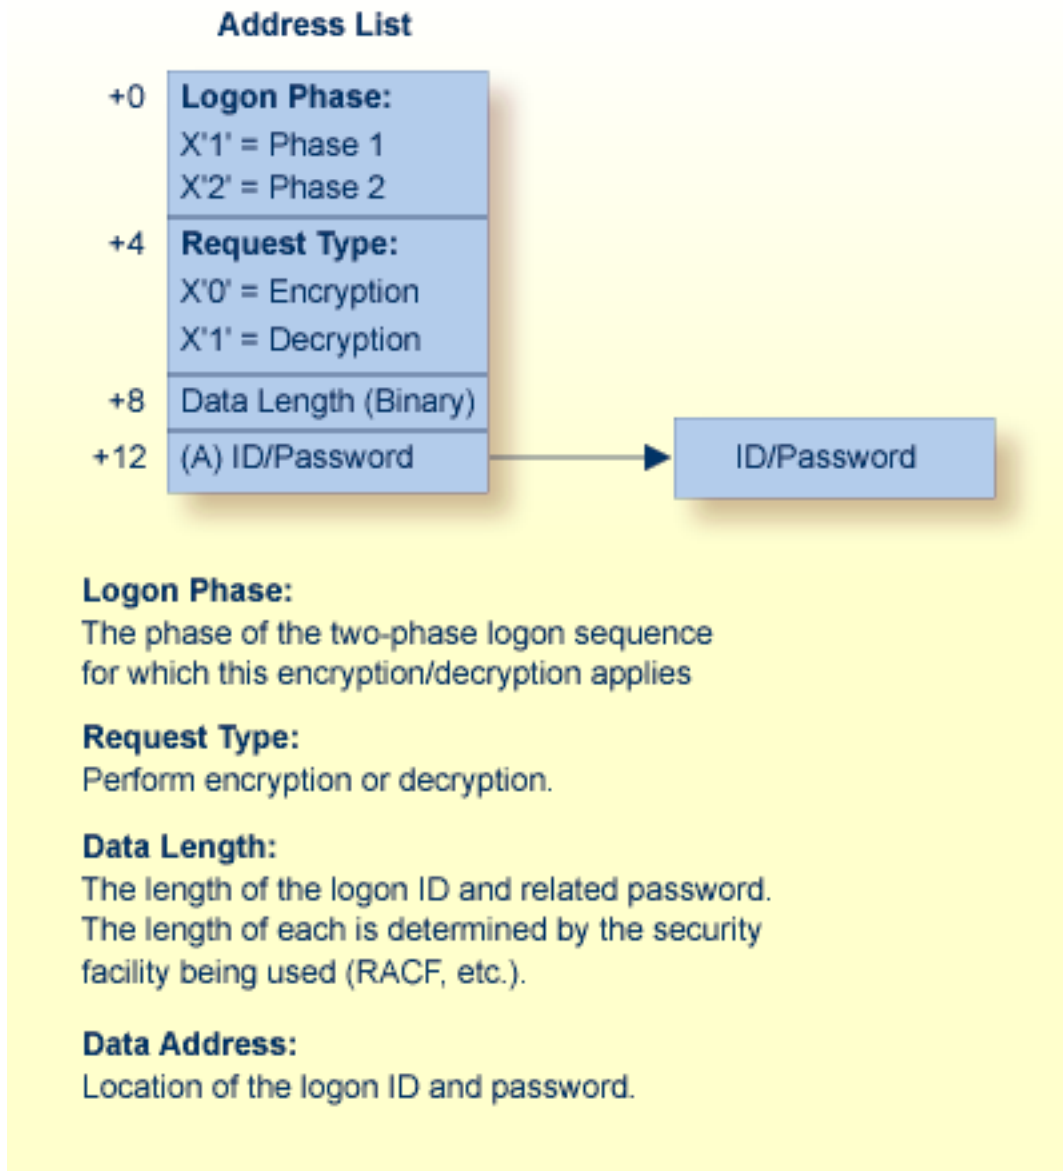 Address List
+0 Logon Phase:
X'1' = Phase 1
X'2' = Phase 2
+4 Request Type:
X'0' = Encryption
X'1' = Decryption
+8 Data Length (Binary)
+12 (A) ID/Password ID/Password
Logon Phase:
The phase of the two-phase logon sequence
for which this encryption/decryption applies
Request Type:
Perform encryption or decryption.
Data Length:
The length of the logon ID and related password.
The length of each is determined by the security
facility being used (RACF, etc.).
Data Address:
Location of the logon ID and password.